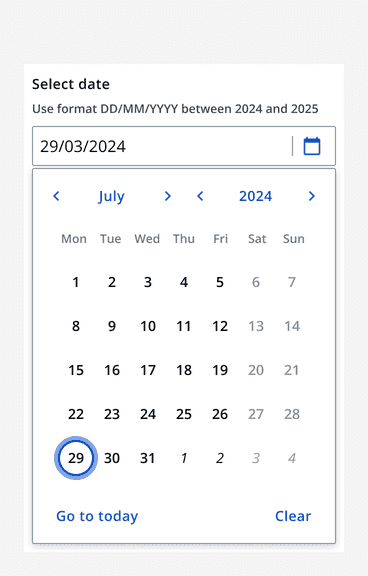 Select date
Use format DD/MM/YYYY between 2024 and 2025
29/03/2024
July 2024
Mon Tue Wed Thu Fri Sat Sun
1 2 3 4 5 6 7
8 9 10 11 12 13 14
15 16 17 18 19 20 21
22 23 24 25 26 27 28
29 30 31 1 2 3 4
Go to today Clear